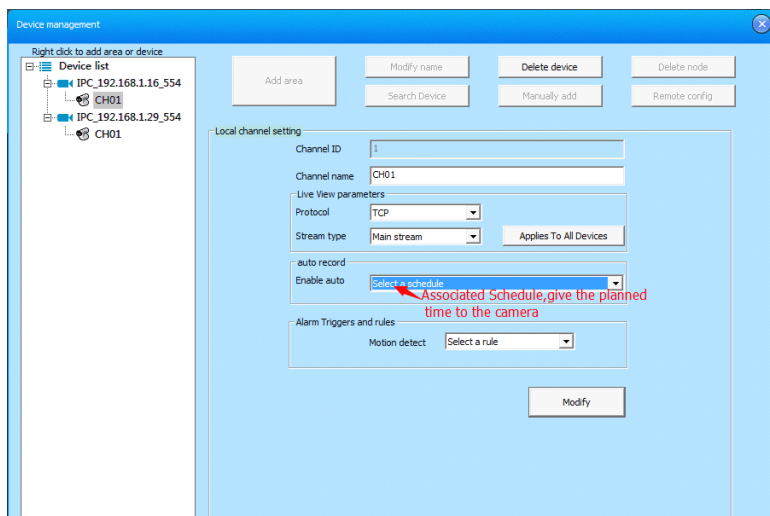 Device management
Right click to add area or device
Device list
IPC_192.168.1.16_554
CH01
IPC_192.168.1.29_554
CH01
Add area
Modify name
Delete device
Delete node
Search Device
Manually add
Remote config
Local channel setting
Channel ID
1
Channel name
CH01
Live View parameters
Protocol
TCP
Stream type
Main stream
Applies To All Devices
auto record
Enable auto
Select a schedule
Associated Schedule,give the planned
time to the camera
Alarm Triggers and rules
Motion detect
Select a rule
Modify